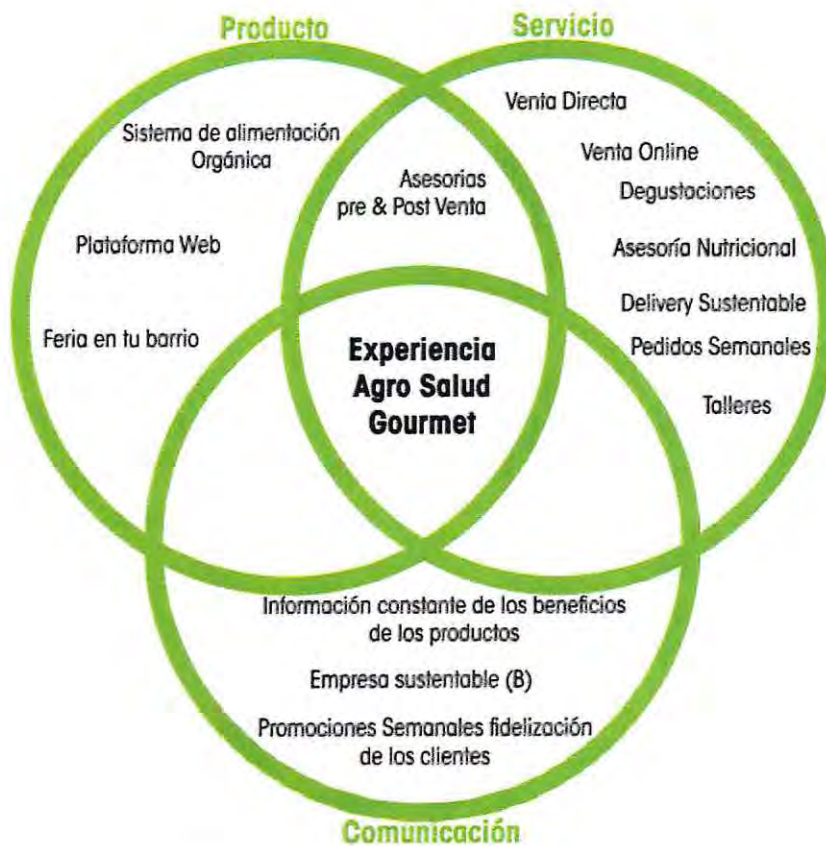 Producto
Servicio
Sistema de alimentación
Orgánica
Plataforma Web
Feria en tu barrio
Asesorias
pre & Post Venta
Venta Directa
Venta Online
Degustaciones
Asesoría Nutricional
Delivery Sustentable
Pedidos Semanales
Talleres
Experiencia
Agro Salud
Gourmet
Información constante de los beneficios
de los productos
Empresa sustentable (B)
Promociones Semanales fidelización
de los clientes
Comunicación